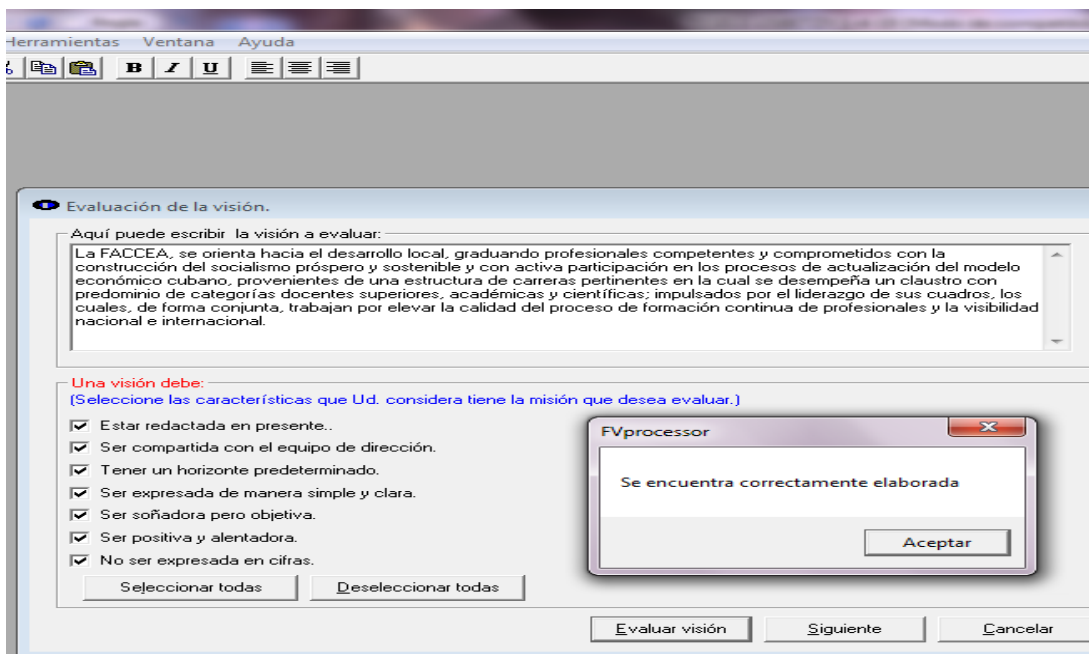 Herramientas Ventana Ayuda
B I U
Evaluación de la visión.
Aquí puede escribir la visión a evaluar:
La FACCEA, se orienta hacia el desarrollo local, graduando profesionales competentes y comprometidos con la
construcción del socialismo próspero y sostenible y con activa participación en los procesos de actualización del modelo
económico cubano, provenientes de una estructura de carreras pertinentes en la cual se desempeña un claustro con
predominio de categorías docentes superiores, académicas y científicas; impulsados por el liderazgo de sus cuadros, los
cuales, de forma conjunta, trabajan por elevar la calidad del proceso de formación continua de profesionales y la visibilidad
nacional e internacional.
Una visión debe:
(Seleccione las características que Ud. considera tiene la misión que desea evaluar.)
Estar redactada en presente..
Ser compartida con el equipo de dirección.
Tener un horizonte predeterminado.
Ser expresada de manera simple y clara.
Ser soñadora pero objetiva.
Ser positiva y alentadora.
No ser expresada en cifras.
Seleccionar todas Deseleccionar todas
FVprocessor
Se encuentra correctamente elaborada
Aceptar
Evaluar visión Siguiente Cancelar